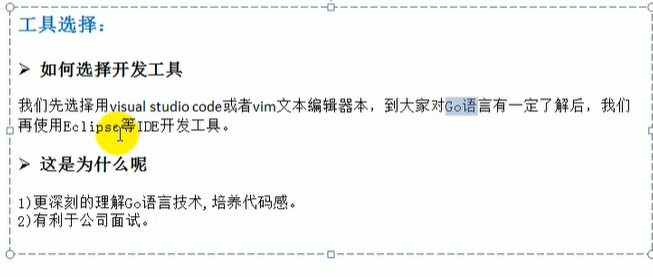 工具选择:
➢ 如何选择开发工具
我们先选择用visual studio code或者vim文本编辑器本，到大家对Go语言有一定了解后，我们
再使用Eclipse等IDE开发工具。
➢ 这是为什么呢
1)更深刻的理解Go语言技术,培养代码感。
2)有利于公司面试。